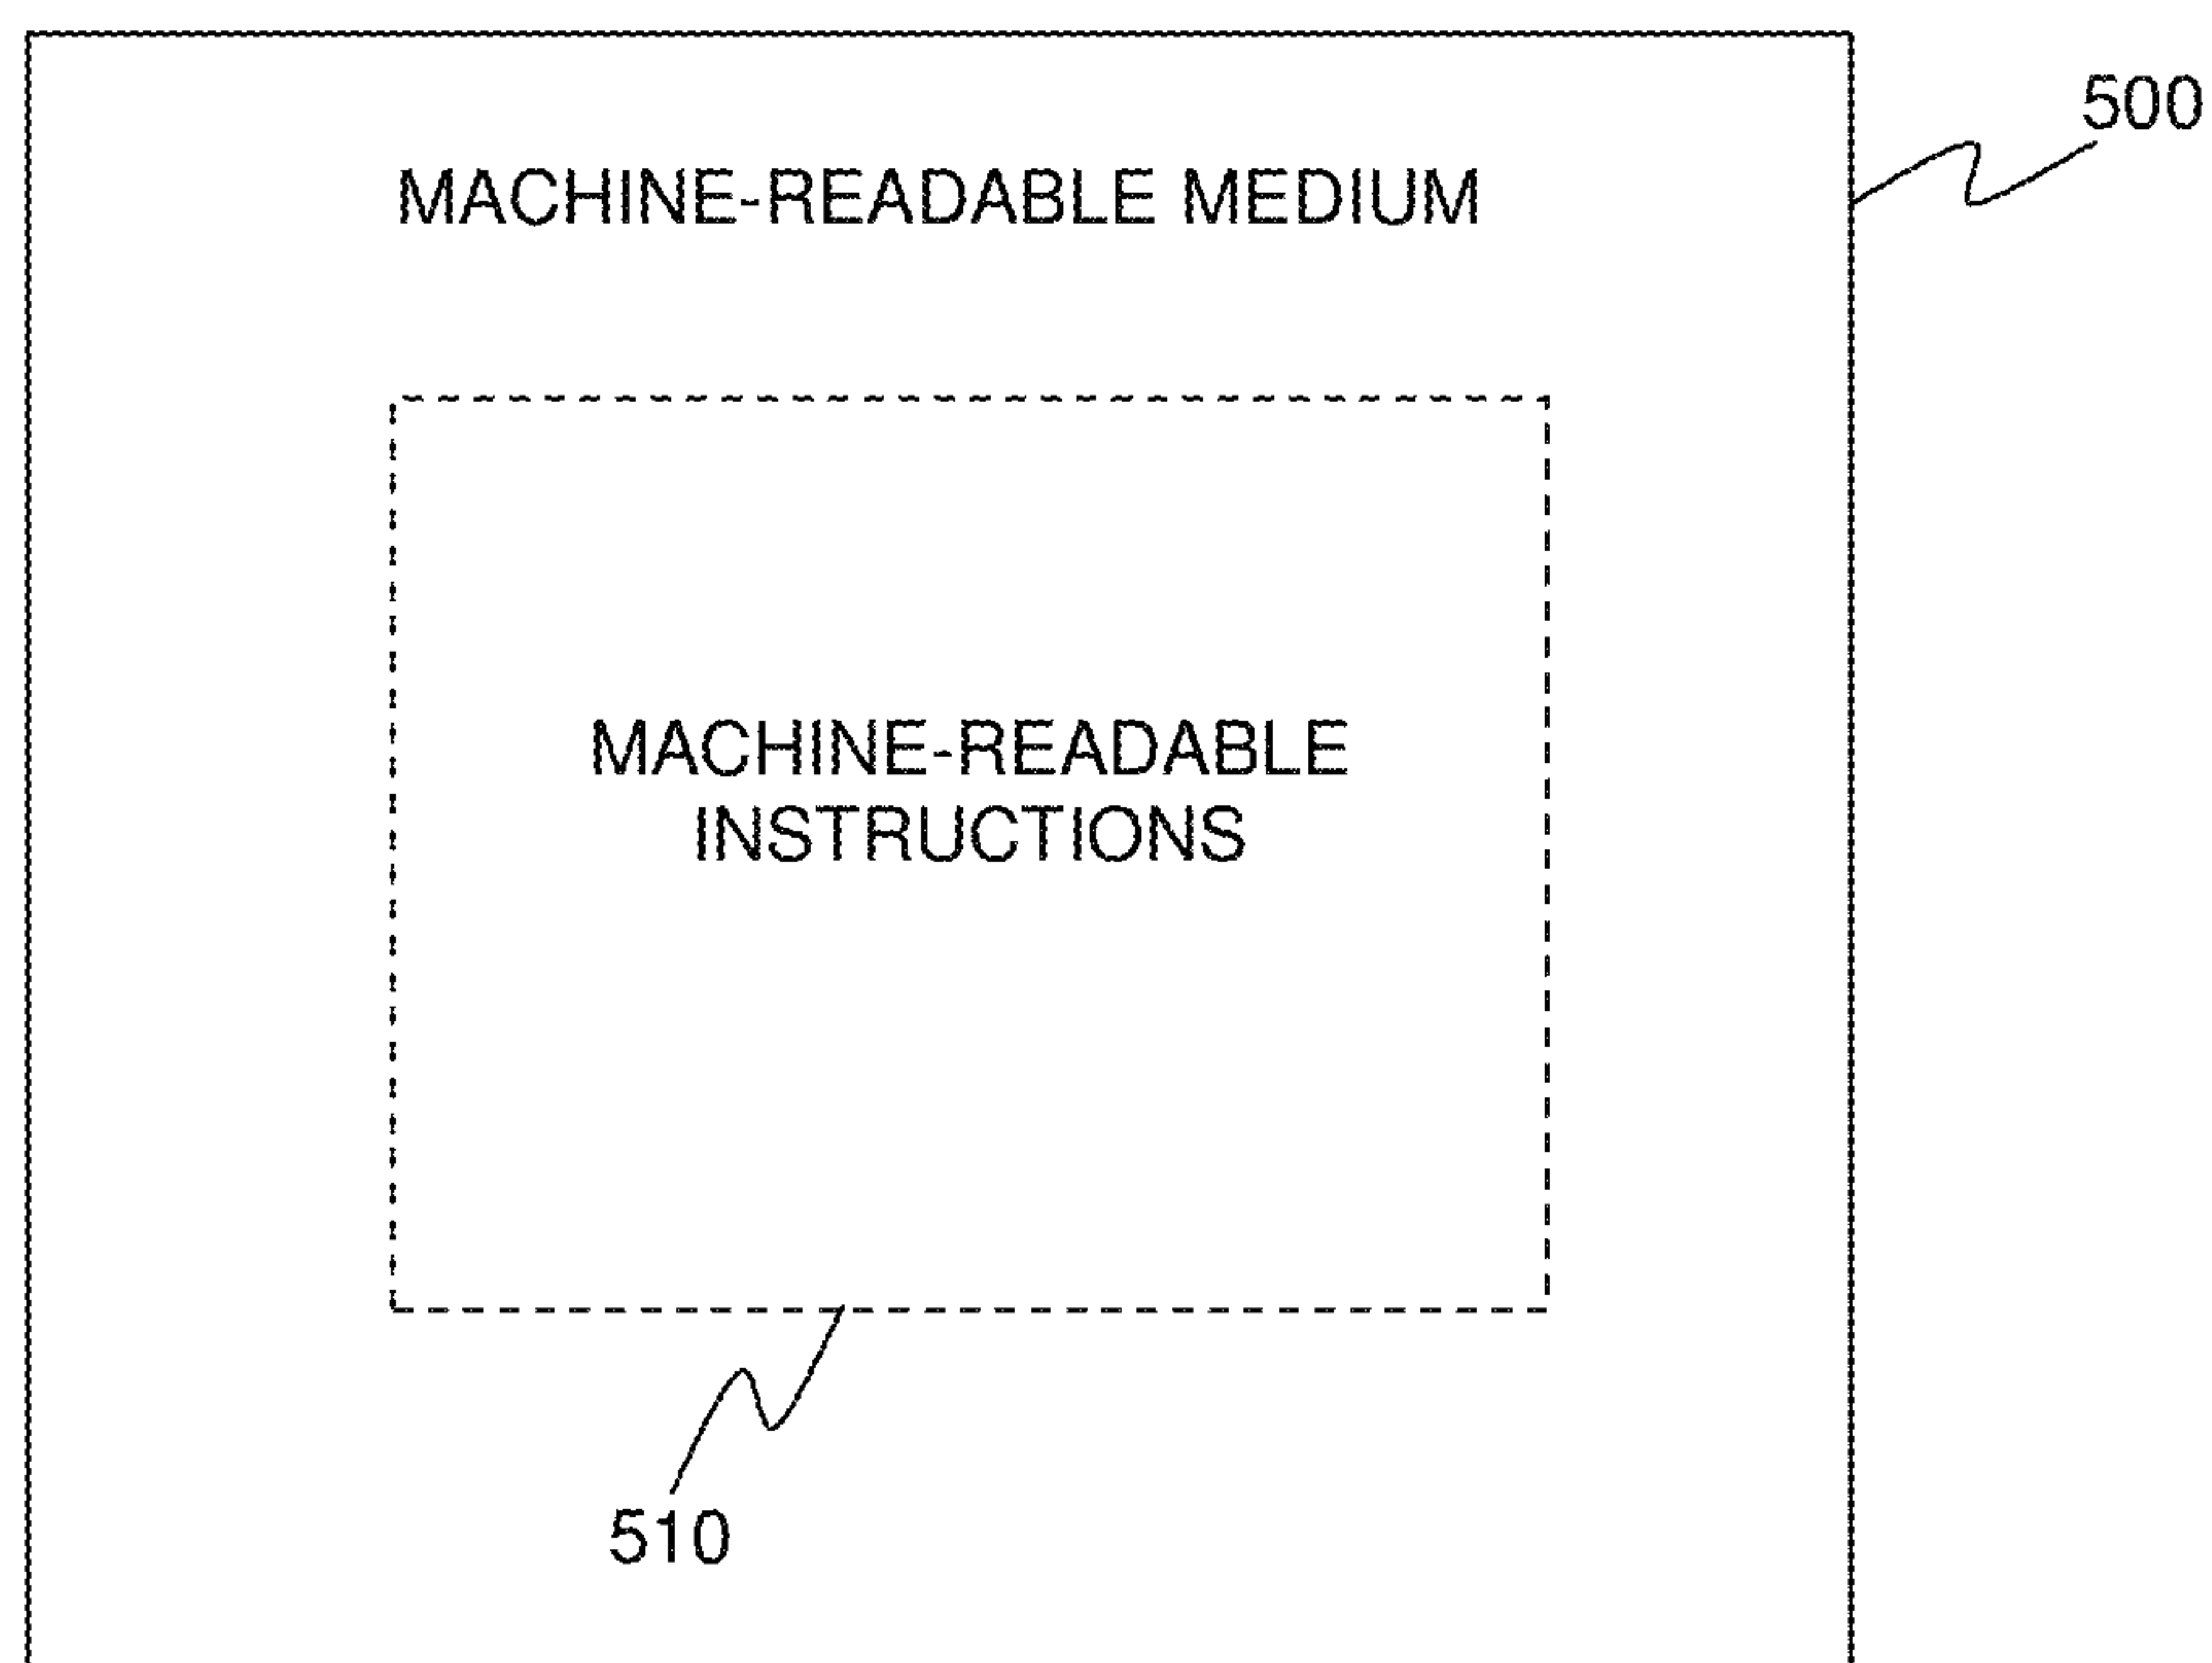 500
MACHINE-READABLE MEDIUM
MACHINE-READABLE
INSTRUCTIONS
510